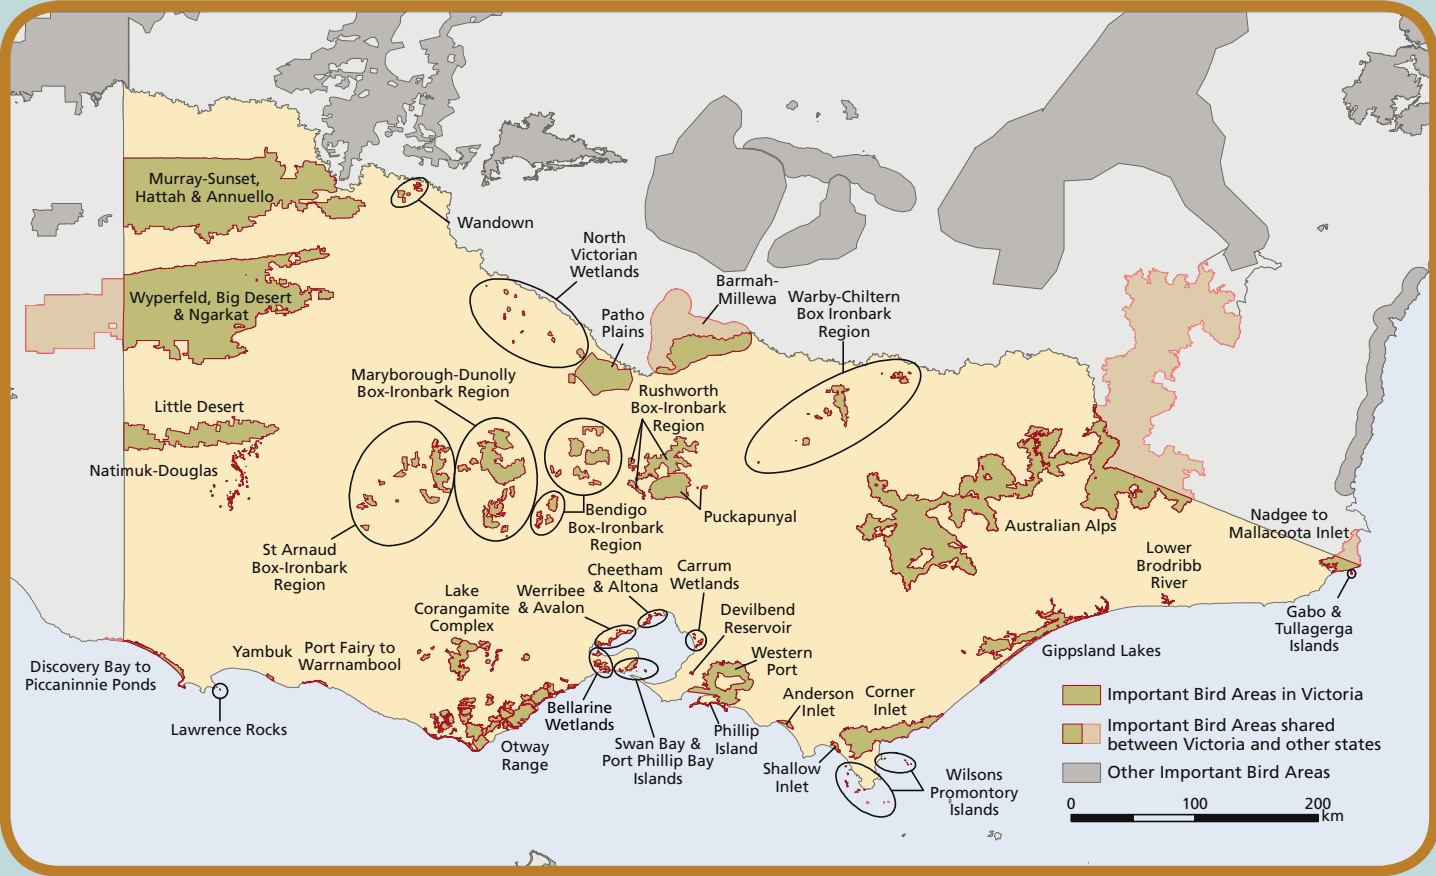 Murray-Sunset,
Hattah & Annuello
Wandown
North
Victorian
Wetlands
Wyperfeld, Big Desert
& Ngarkat
Patho
Plains
Barmah-
Millewa
Warby-Chiltern
Box Ironbark
Region
Maryborough-Dunolly
Box-Ironbark Region
Rushworth
Box-Ironbark
Region
Little Desert
Natimuk-Douglas
Puckapunyal
Bendigo
Box-Ironbark
Region
St Arnaud
Box-Ironbark
Region
Australian Alps
Nadgee to
Mallacoota Inlet
Lower
Brodribb
River
Gabo &
Tullagerga
Islands
Cheetham
& Altona
Carrum
Wetlands
Werribee
& Avalon
Lake
Corangamite
Complex
Devilbend
Reservoir
Yambuk
Port Fairy to
Warrnambool
Western
Port
Gippsland Lakes
Discovery Bay to
Piccaninnie Ponds
Lawrence Rocks
Otway
Range
Bellarine
Wetlands
Swan Bay &
Port Phillip Bay
Islands
Phillip
Island
Anderson
Inlet
Corner
Inlet
Shallow
Inlet
Wilsons
Promontory
Islands
Important Bird Areas in Victoria
Important Bird Areas shared
between Victoria and other states
Other Important Bird Areas
0 100 200
km